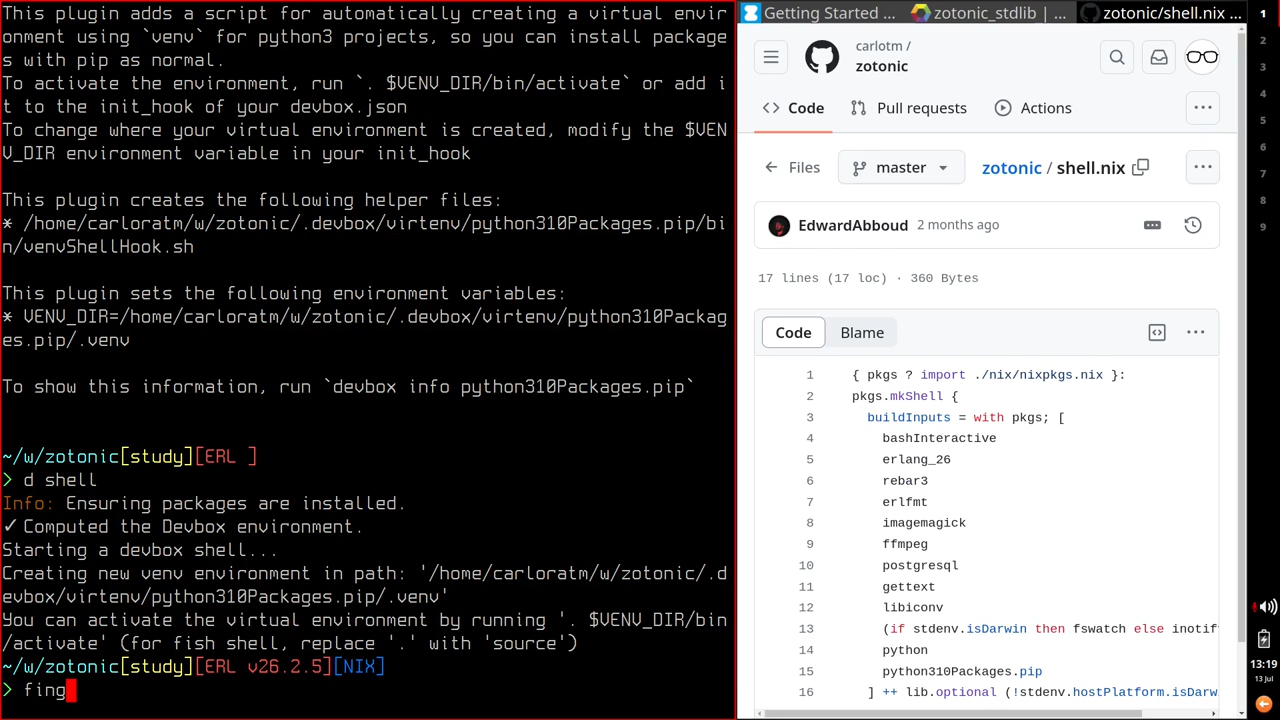 This plugin adds a script for automatically creating a virtual envir
onment using `venv` for python3 projects, so you can install package
s with pip as normal.
To activate the environment, run `. $VENV_DIR/bin/activate` or add i
t to the init_hook of your devbox.json
To change where your virtual environment is created, modify the $VEN
V_DIR environment variable in your init_hook
This plugin creates the following helper files:
* /home/carloratm/w/zotonic/.devbox/virtenv/python310Packages.pip/bi
n/venvShellHook.sh
This plugin sets the following environment variables:
* VENV_DIR=/home/carloratm/w/zotonic/.devbox/virtenv/python310Packag
es.pip/.venv
To show this information, run `devbox info python310Packages.pip`
~/w/zotonic[study][ERL ]
> d shell
Info: Ensuring packages are installed.
✓ Computed the Devbox environment.
Starting a devbox shell...
Creating new venv environment in path: '/home/carloratm/w/zotonic/.d
evbox/virtenv/python310Packages.pip/.venv'
You can activate the virtual environment by running '. $VENV_DIR/bin
/activate' (for fish shell, replace '.' with 'source')
~/w/zotonic[study][ERL v26.2.5][NIX]
> fing
Getting Started ... zotonic_stdlib | ... zotonic/shell.nix ...
carlotm /
zotonic
Code Pull requests Actions
Files master zotonic / shell.nix
EdwardAbboud 2 months ago
17 lines (17 loc) · 360 Bytes
Code Blame
1 { pkgs ? import ./nix/nixpkgs.nix }:
2 pkgs.mkShell {
3 buildInputs = with pkgs; [
4 bashInteractive
5 erlang_26
6 rebar3
7 erlfmt
8 imagemagick
9 ffmpeg
10 postgresql
11 gettext
12 libiconv
13 (if stdenv.isDarwin then fswatch else inotif
14 python
15 python310Packages.pip
16 ] ++ lib.optional (!stdenv.hostPlatform.isDarw
1
2
3
4
5
6
7
8
9
13:19
13 Jul